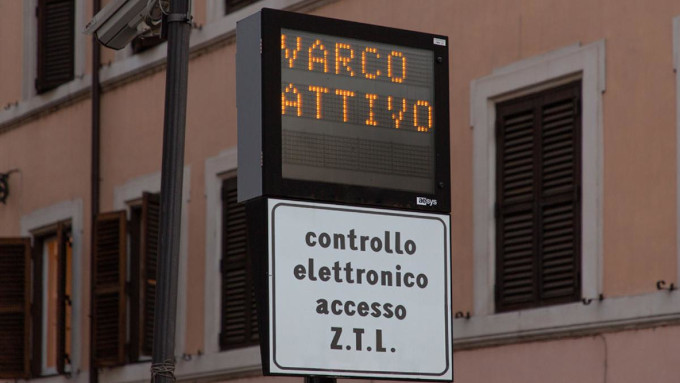 VARCO
ATTIVO
controllo
elettronico
accesso
Z.T.L.